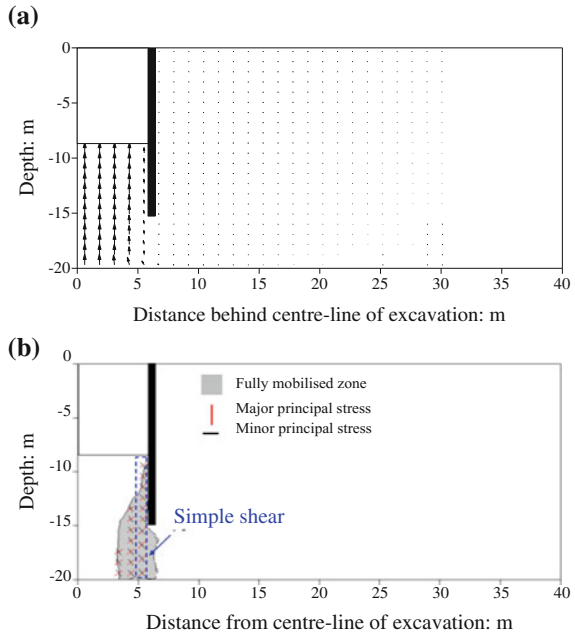 (a)
0
-5
-10
-15
-20
Depth: m
0 5 10 15 20 25 30 35 40
Distance behind centre-line of excavation: m
(b)
0
-5
-10
-15
-20
Depth: m
Fully mobilised zone
Major principal stress
Minor principal stress
Simple shear
0 5 10 15 20 25 30 35 40
Distance from centre-line of excavation: m